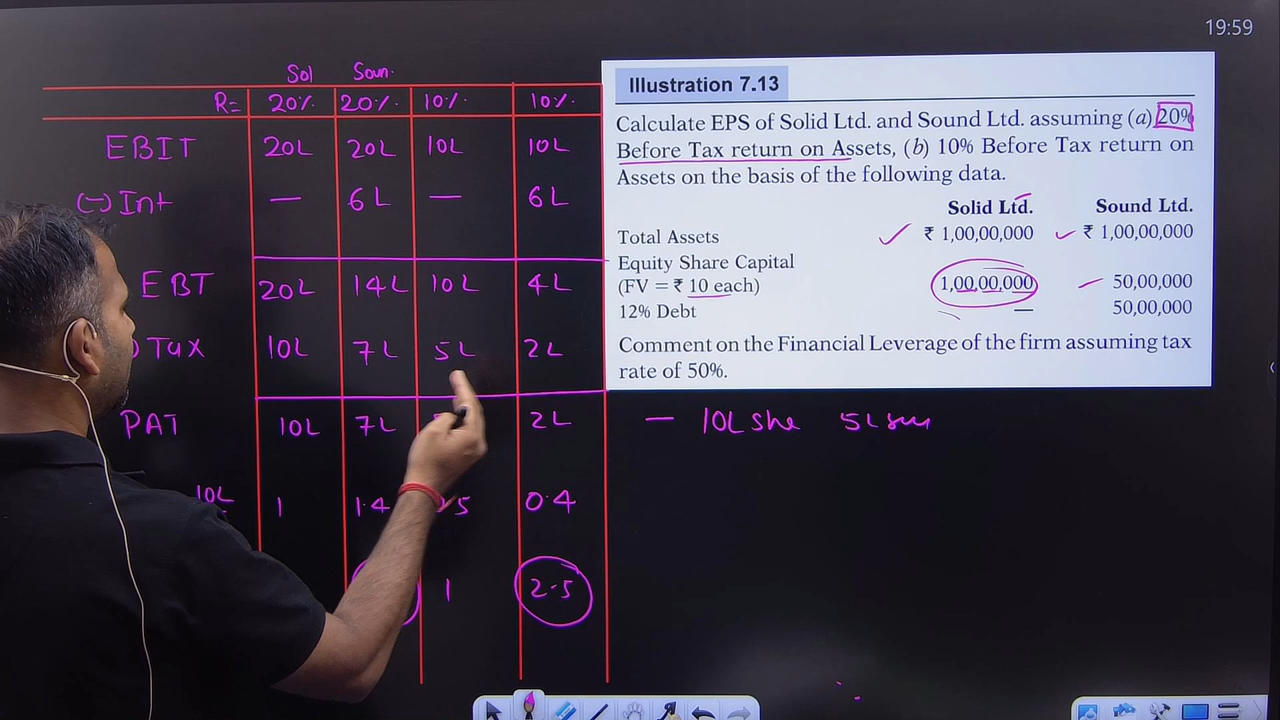 19:59
Sol Soun.
R= 20% 20% 10% 10%
EBIT 20L 20L 10L 10L
(-) Int — 6L — 6L
EBT 20L 14L 10L 4L
Tax 10L 7L 5L 2L
PAT 10L 7L 2L — 10L she 5L
10L 1 1.4 0.4
1 2.5
Illustration 7.13
Calculate EPS of Solid Ltd. and Sound Ltd. assuming (a) 20%
Before Tax return on Assets, (b) 10% Before Tax return on
Assets on the basis of the following data.
Solid Ltd. Sound Ltd.
Total Assets ₹ 1,00,00,000 ₹ 1,00,00,000
Equity Share Capital
(FV = ₹ 10 each) 1,00,00,000 50,00,000
12% Debt — 50,00,000
Comment on the Financial Leverage of the firm assuming tax
rate of 50%.